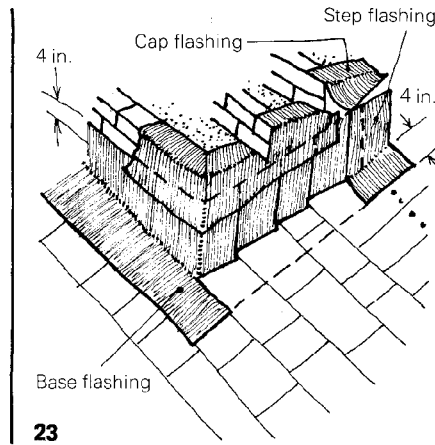 Step flashing
Cap flashing
4 in.
4 in.
Base flashing
23